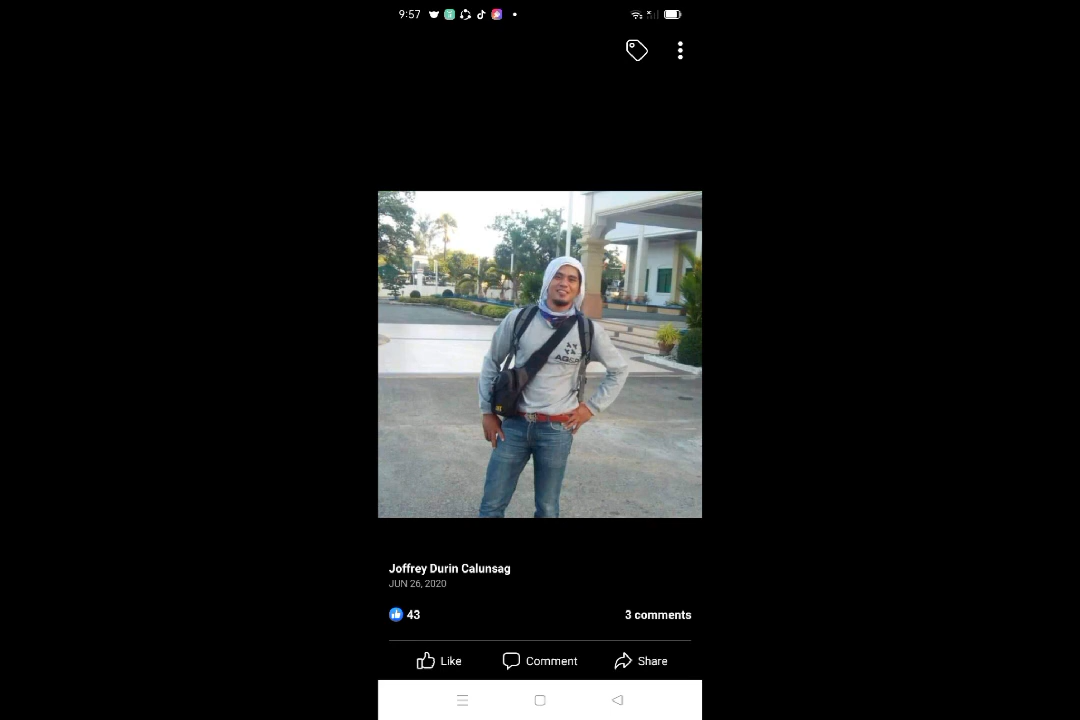 9:57
Joffrey Durin Calunsag
JUN 26, 2020
43
3 comments
Like
Comment
Share